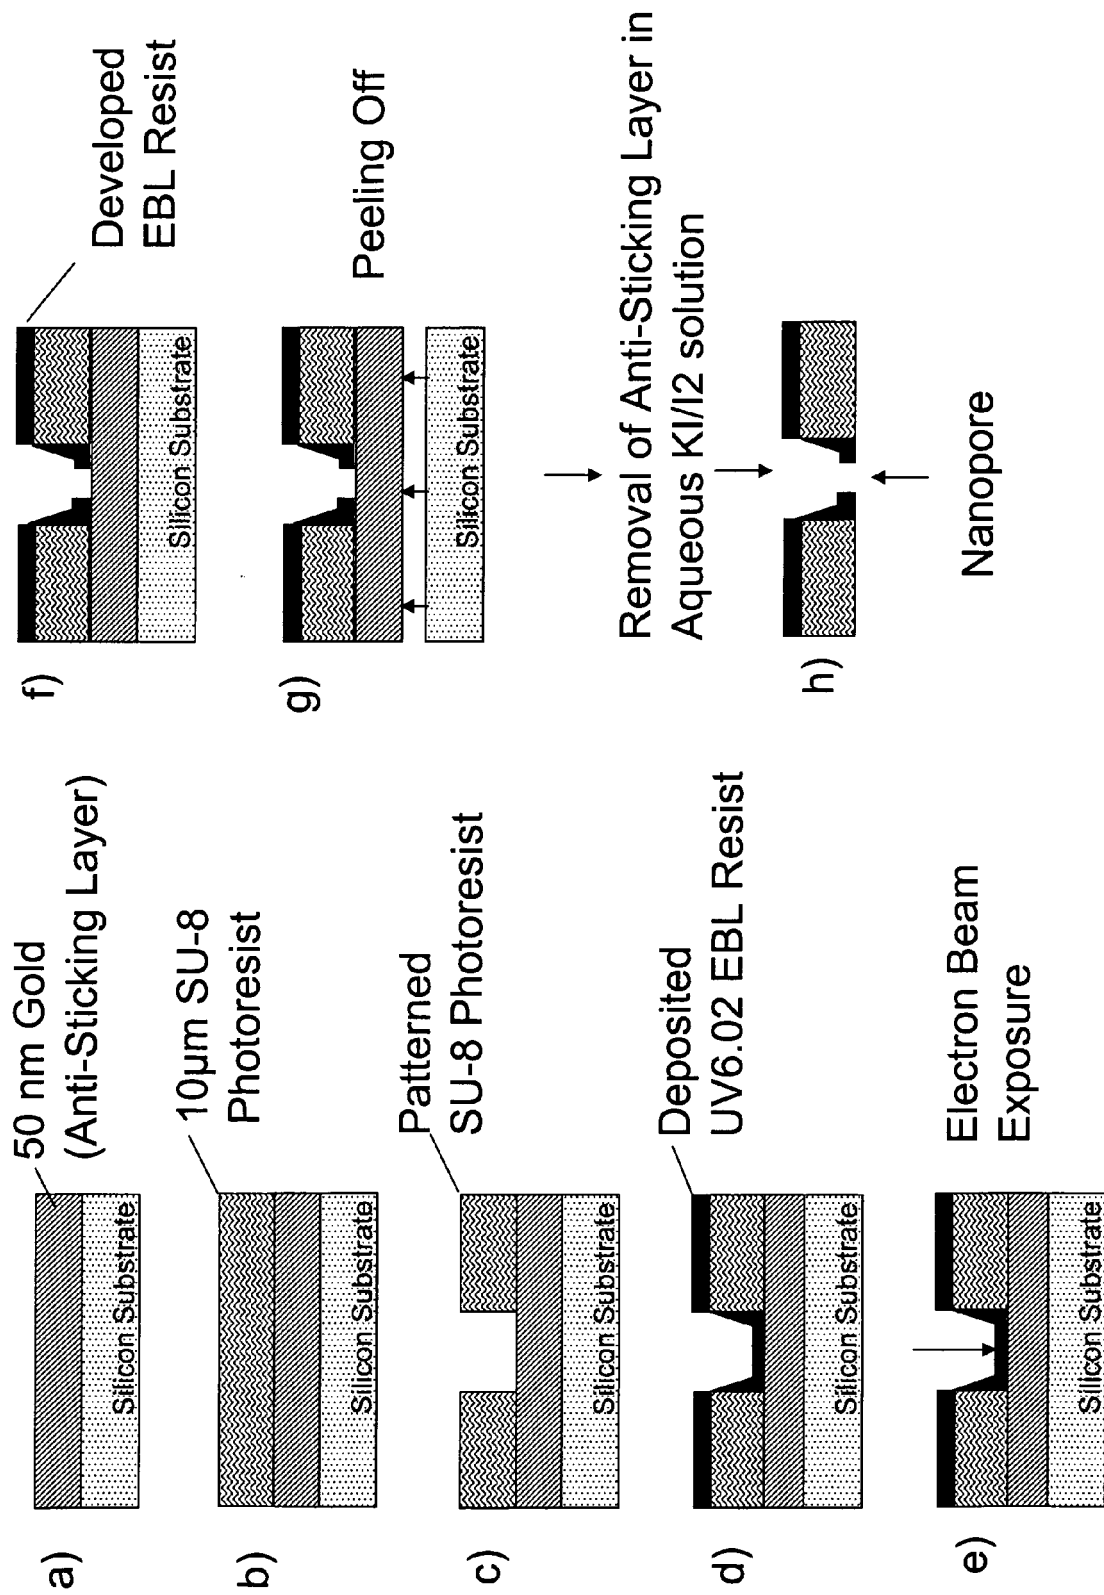 a)
50 nm Gold
(Anti-Sticking Layer)
Silicon Substrate
b)
10µm SU-8
Photoresist
Silicon Substrate
c)
Patterned
SU-8 Photoresist
Silicon Substrate
d)
Deposited
UV6.02 EBL Resist
Silicon Substrate
e)
Electron Beam
Exposure
Silicon Substrate
f)
Developed
EBL Resist
Silicon Substrate
g)
Peeling Off
Silicon Substrate
Removal of Anti-Sticking Layer in
Aqueous KI/I2 solution
h)
Nanopore